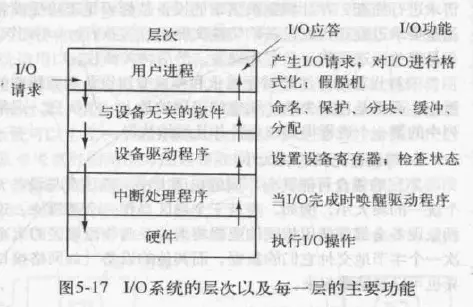 层次
I/O应答
I/O功能
I/O
请求
用户进程
产生I/O请求,对I/O进行格
式化;假脱机
与设备无关的软件
命名、保护、分块、缓冲
分配
设备驱动程序
设置设备寄存器,检查状态
中断处理程序
当I/O完成时唤醒驱动程序
硬件
执行I/O操作
图5-17 I/O系统的层次以及每一层的主要功能